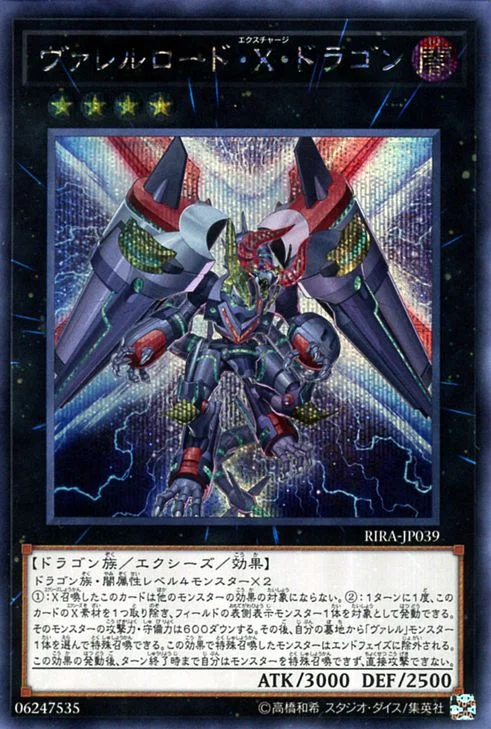 エクスチャージ
ヴァレルロード・X・ドラゴン 闇
RIRA-JP039
【ドラゴン族／エクシーズ／効果】
ドラゴン族・闇属性レベル４モンスター×２
①：X召喚したこのカードは他のモンスターの効果の対象にならない。②：１ターンに１度、この
カードのX素材を１つ取り除き、フィールドの表側表示モンスター１体を対象として発動できる。
そのモンスターの攻撃力・守備力は600ダウンする。その後、自分の墓地から「ヴァレル」モンスター
１体を選んで特殊召喚できる。この効果で特殊召喚したモンスターはエンドフェイズに除外される。
この効果の発動後、ターン終了時まで自分はモンスターを特殊召喚できず、直接攻撃できない。
ATK/3000 DEF/2500
06247535
©高橋和希 スタジオ・ダイス/集英社